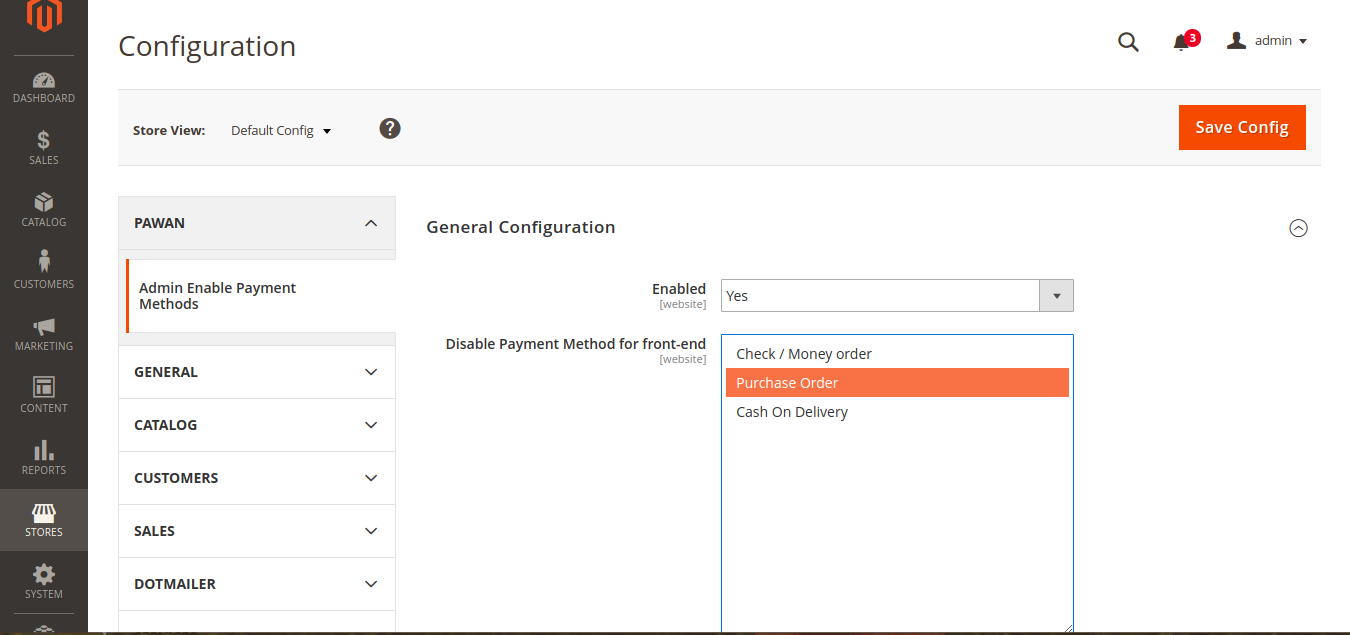 Configuration
3
admin
Store View:
Default Config
?
Save Config
DASHBOARD
SALES
CATALOG
CUSTOMERS
MARKETING
CONTENT
REPORTS
STORES
SYSTEM
PAWAN
Admin Enable Payment
Methods
GENERAL
CATALOG
CUSTOMERS
SALES
DOTMAILER
General Configuration
Enabled
[website]
Yes
Disable Payment Method for front-end
[website]
Check / Money order
Purchase Order
Cash On Delivery